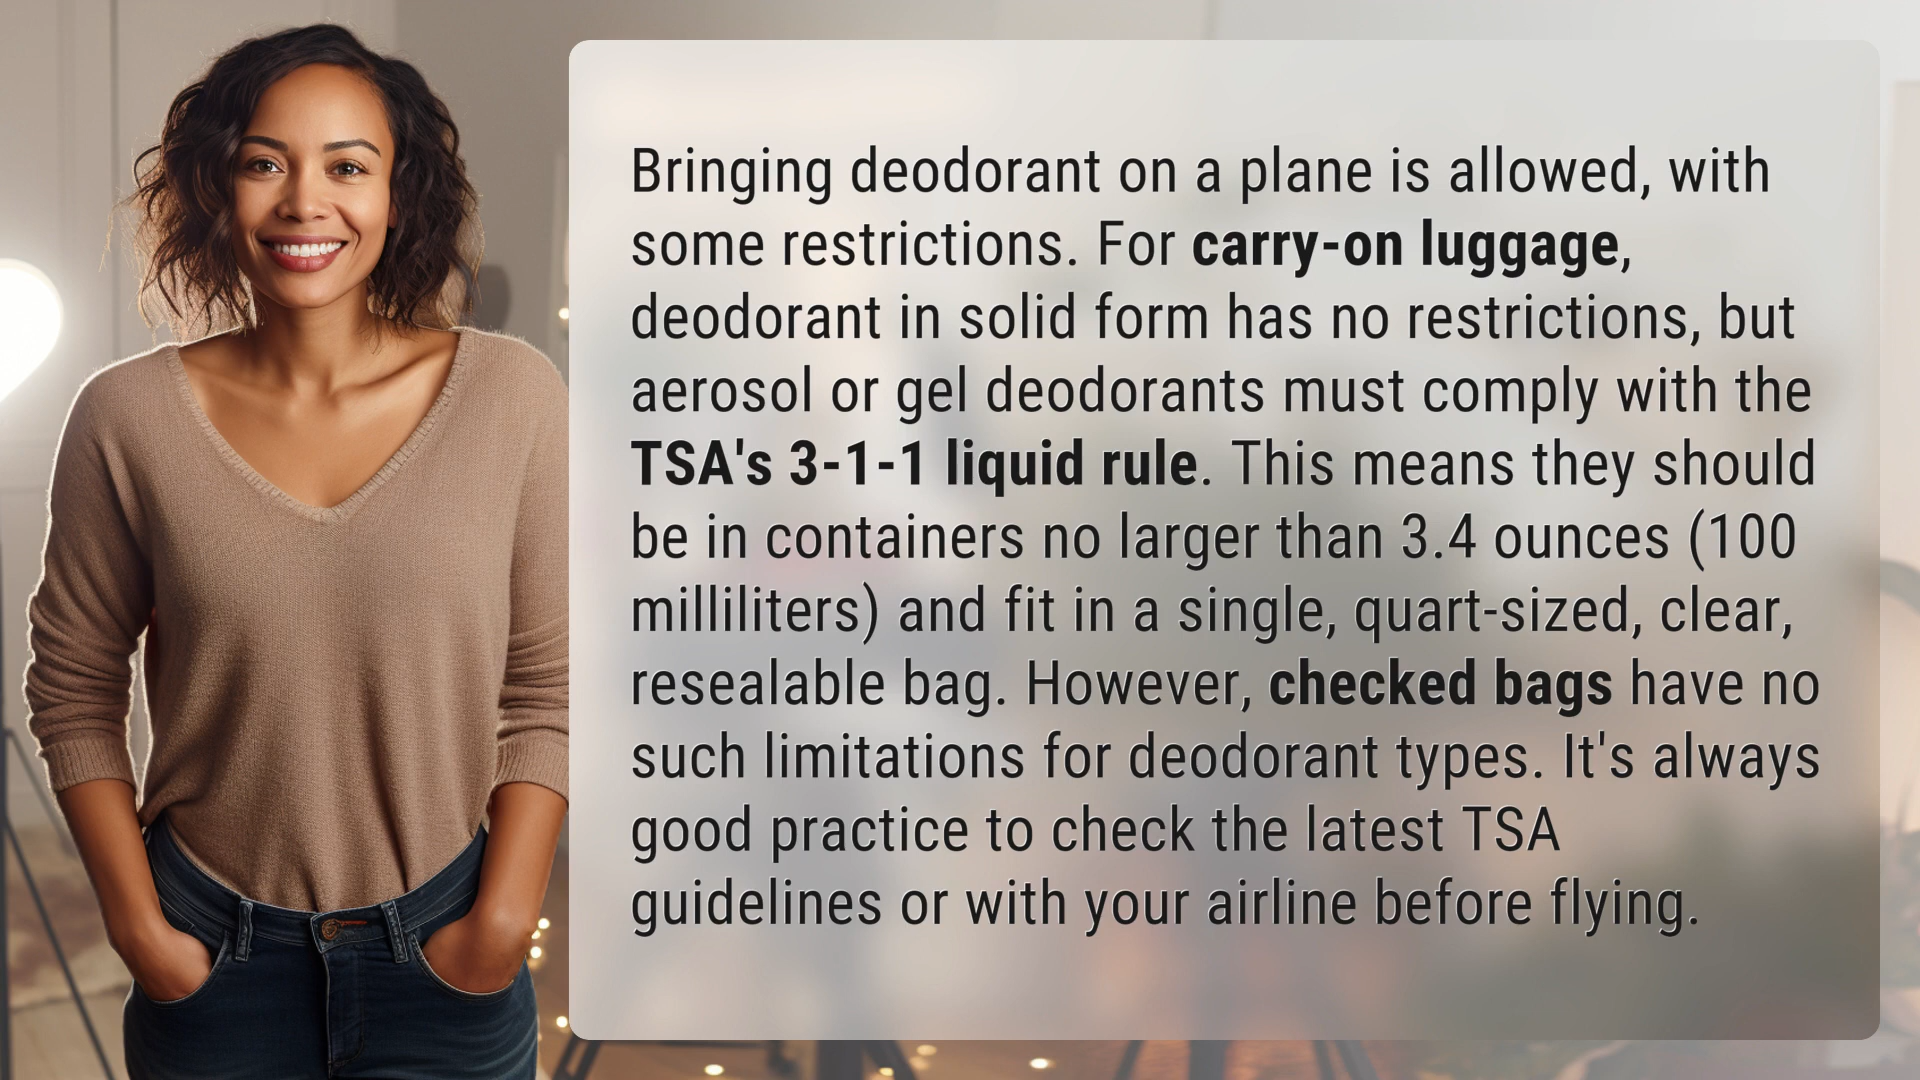 Bringing deodorant on a plane is allowed, with
some restrictions. For carry-on luggage,
deodorant in solid form has no restrictions, but
aerosol or gel deodorants must comply with the
TSA's 3-1-1 liquid rule. This means they should
be in containers no larger than 3.4 ounces (100
milliliters) and fit in a single, quart-sized, clear,
resealable bag. However, checked bags have no
such limitations for deodorant types. It's always
good practice to check the latest TSA
guidelines or with your airline before flying.